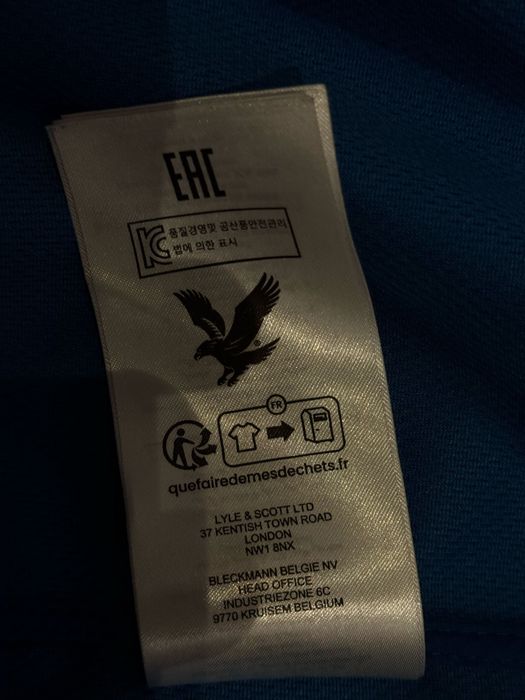 EAC
품질경영및 공산품안전관리
법에 의한 표시
®
FR
quefairedemesdechets.fr
LYLE & SCOTT LTD
37 KENTISH TOWN ROAD
LONDON
NW1 8NX
BLECKMANN BELGIE NV
HEAD OFFICE
INDUSTRIEZONE 6C
9770 KRUISEM BELGIUM